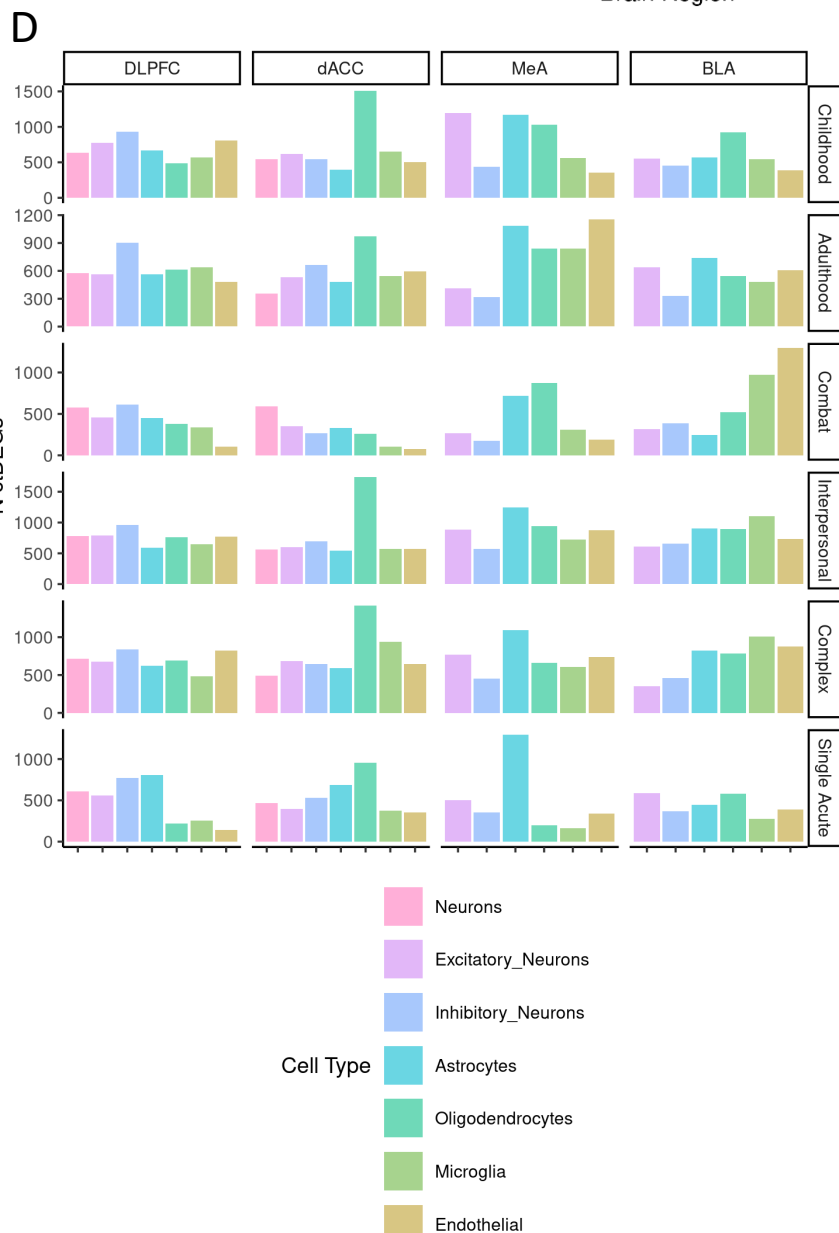 D
DLPFC dACC MeA BLA
1500
1000
500
0
Childhood
1200
900
600
300
0
Adulthood
1000
500
0
Combat
1500
1000
500
0
Interpersonal
1000
500
0
Complex
1000
500
0
Single Acute
Cell Type
Neurons
Excitatory_Neurons
Inhibitory_Neurons
Astrocytes
Oligodendrocytes
Microglia
Endothelial